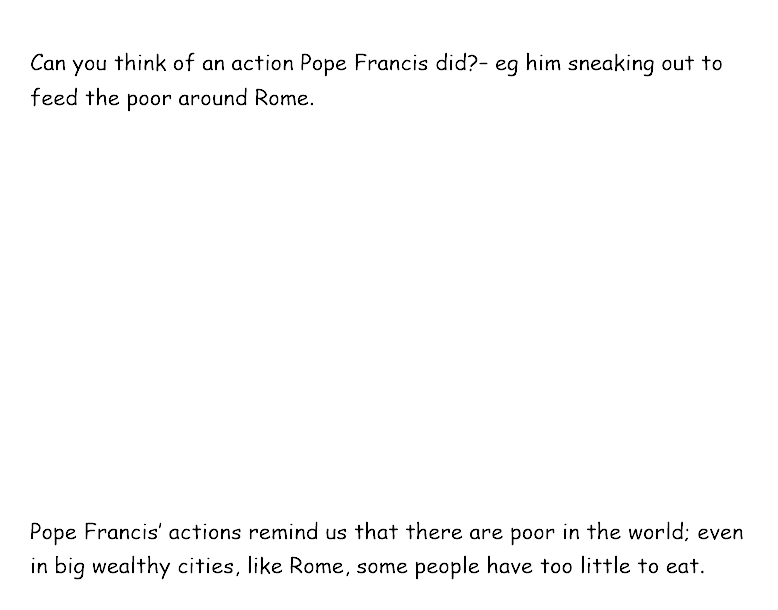 Can you think of an action Pope Francis did?– eg him sneaking out to
feed the poor around Rome.
Pope Francis’ actions remind us that there are poor in the world; even
in big wealthy cities, like Rome, some people have too little to eat.